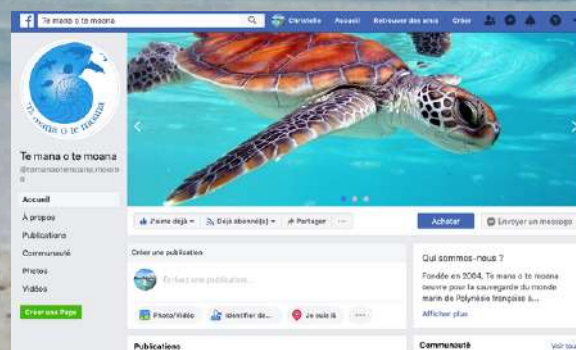 Te mana o te moana
Christelle
Accueil
Retrouver des amis
Créer
Te mana o te moana
Te mana o te moana
Accueil
À propos
Publications
Communauté
Photos
Vidéos
Créer une Page
J'aime déjà
Déjà abonné(e)
Partager
Acheter
Envoyer un message
Créer une publication
Écrivez une publication...
Photo/Vidéo
Identifier de...
Je suis là
Publications
Qui sommes-nous ?
Fondée en 2004, Te mana o te moana
oeuvre pour la sauvegarde du monde
marin de Polynésie française à...
Afficher plus
Communauté
Voir tout